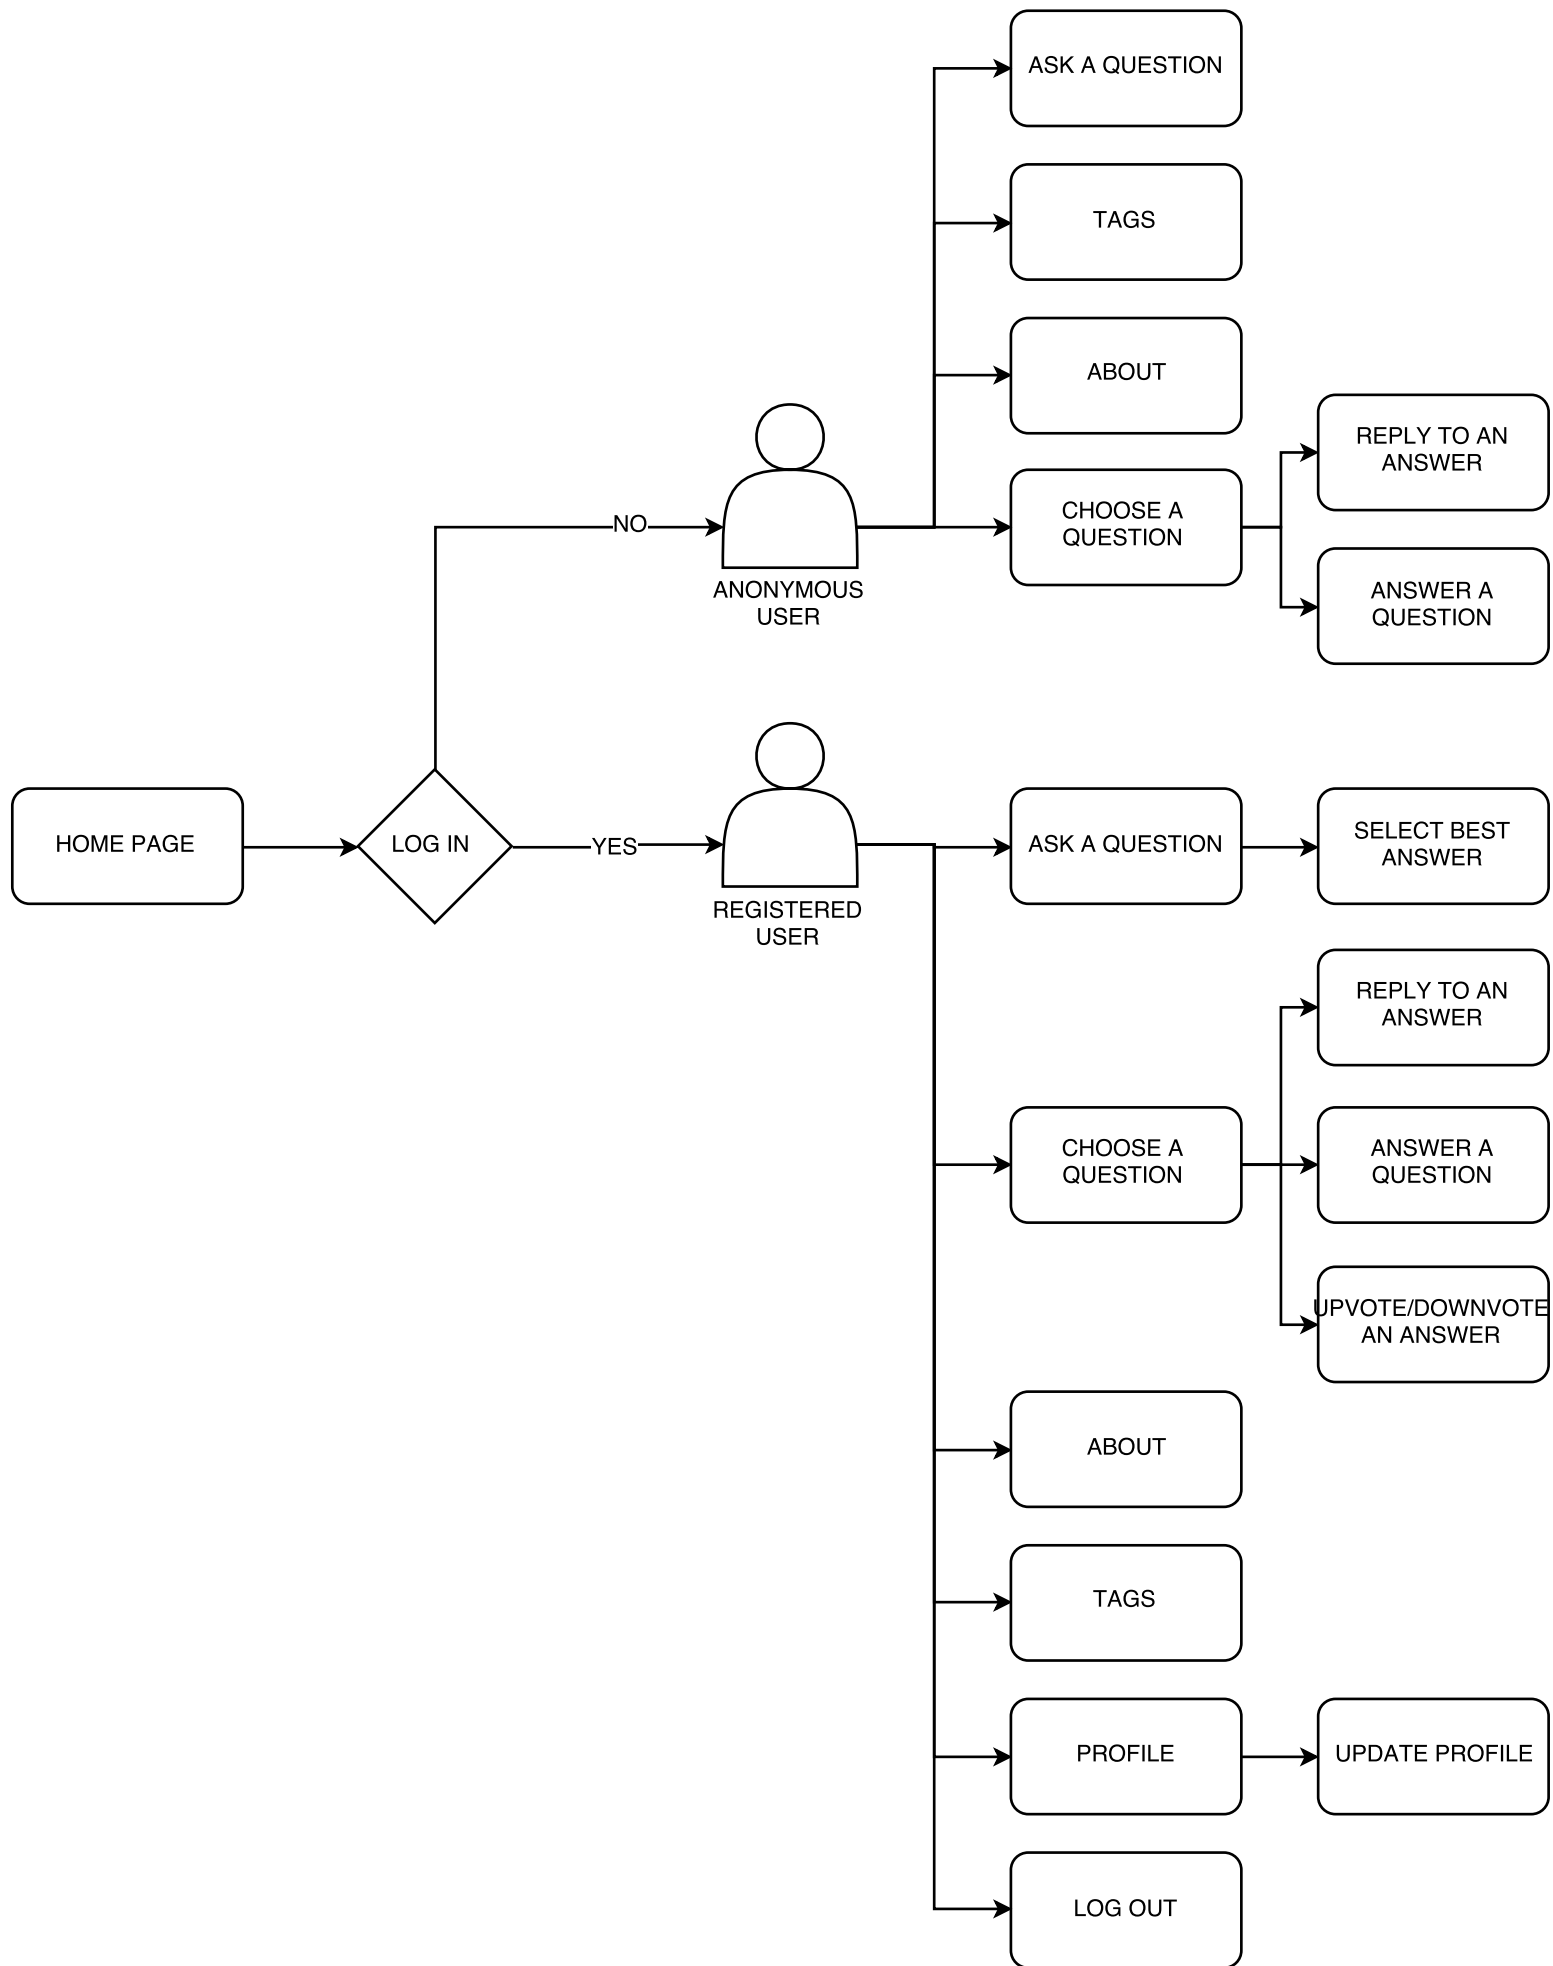 ASK A QUESTION
TAGS
ABOUT
REPLY TO AN
ANSWER
CHOOSE A
QUESTION
NO
ANSWER A
QUESTION
ANONYMOUS
USER
HOME PAGE
LOG IN
YES
ASK A QUESTION
SELECT BEST
ANSWER
REGISTERED
USER
REPLY TO AN
ANSWER
CHOOSE A
QUESTION
ANSWER A
QUESTION
UPVOTE/DOWNVOTE
AN ANSWER
ABOUT
TAGS
PROFILE
UPDATE PROFILE
LOG OUT